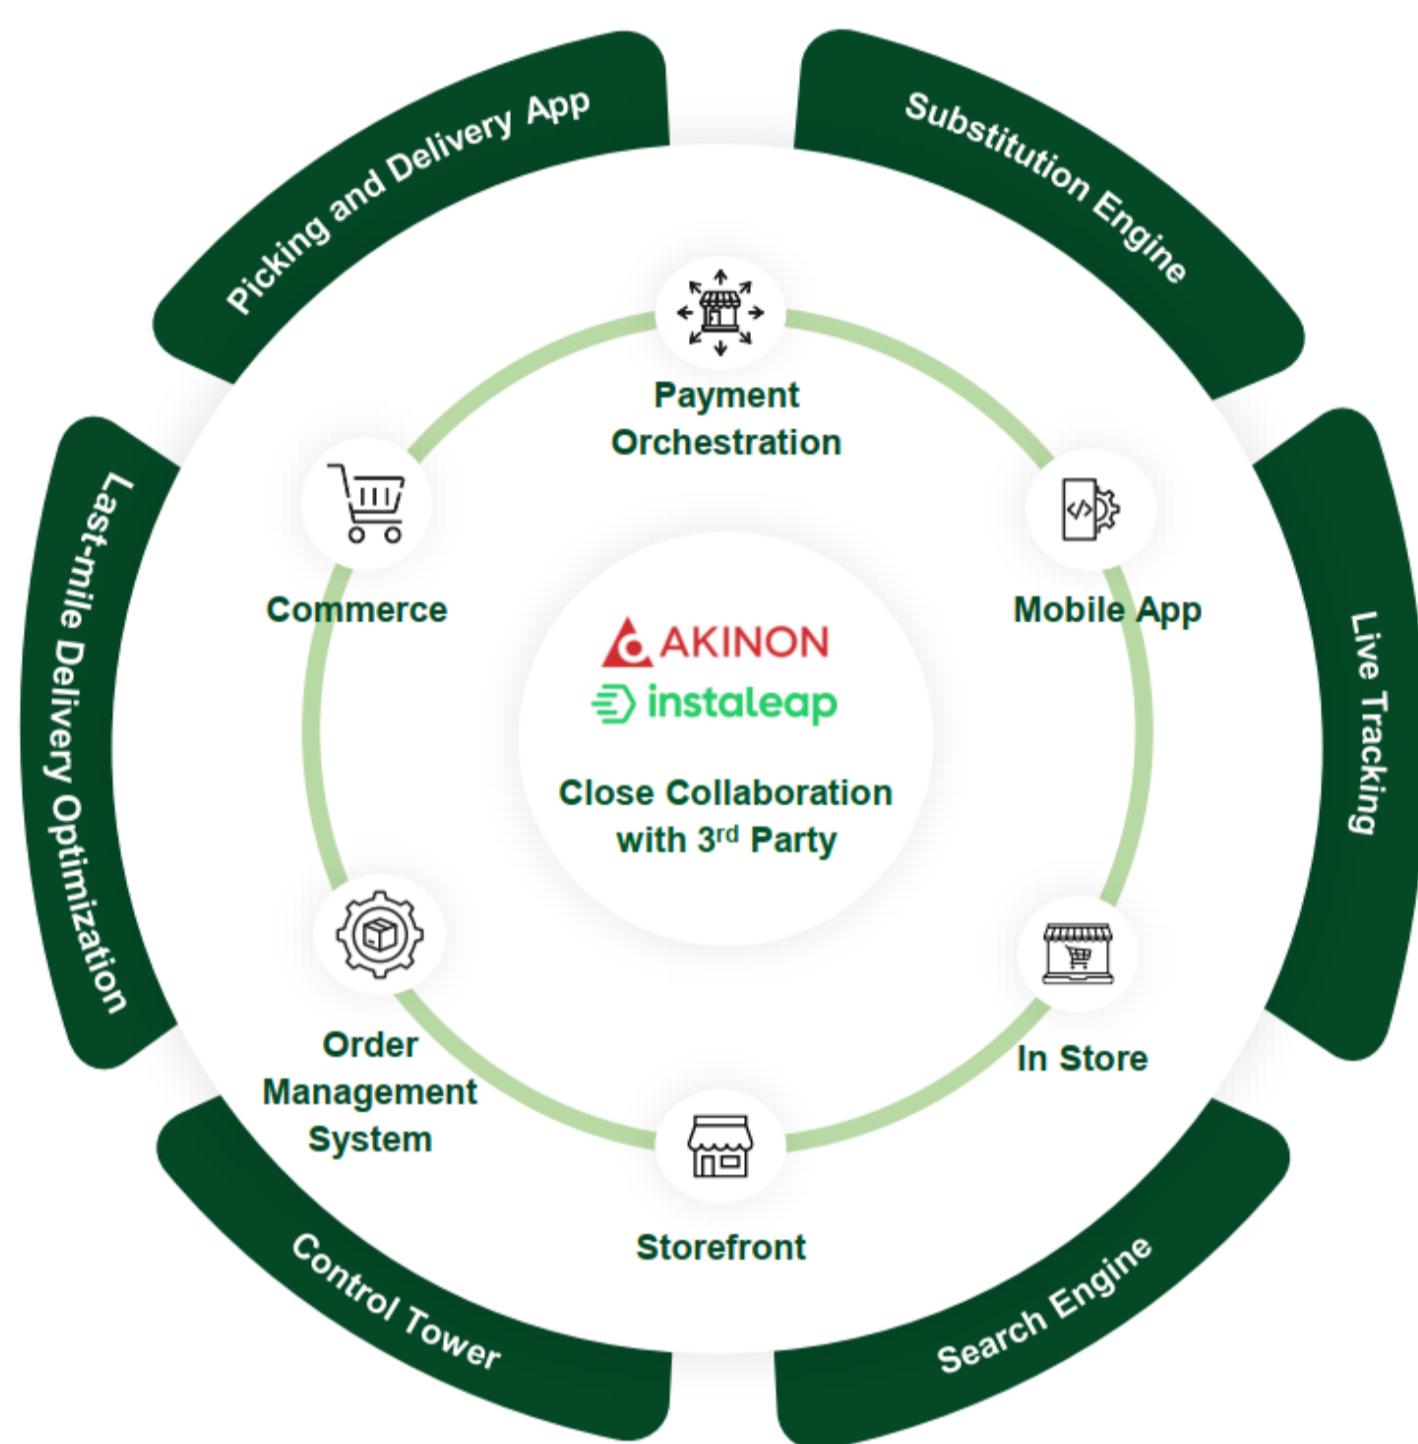 Picking and Delivery App
Substitution Engine
Payment
Orchestration
Commerce
Mobile App
Last-mile Delivery Optimization
Live Tracking
AKINON
instaleap
Close Collaboration
with 3rd Party
Order
Management
System
In Store
Storefront
Control Tower
Search Engine